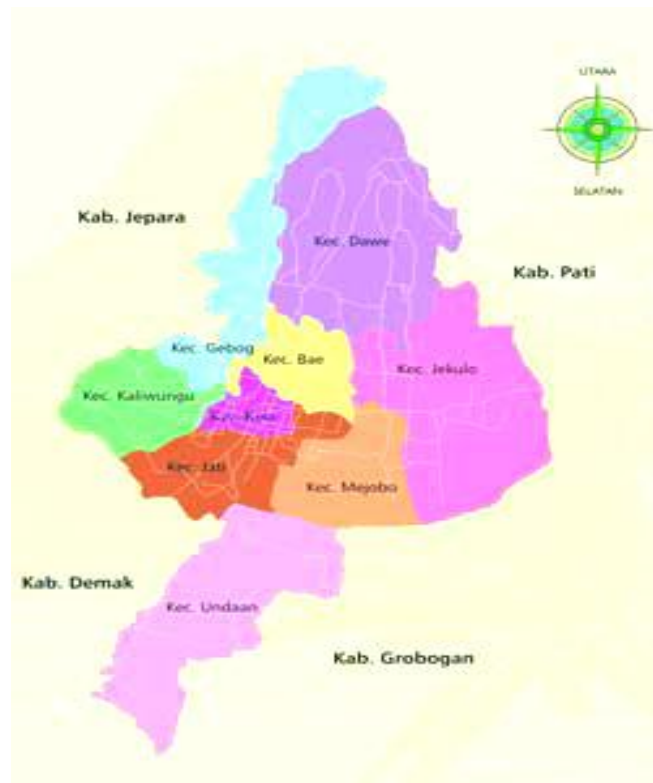 UTARA
SELATAN
Kab. Jepara
Kec. Dawe
Kab. Pati
Kec. Gebog
Kec. Bae
Kec. Jekulo
Kec. Kaliwungu
Kec. Kota
Kec. Jati
Kec. Mejobo
Kab. Demak
Kec. Undaan
Kab. Grobogan